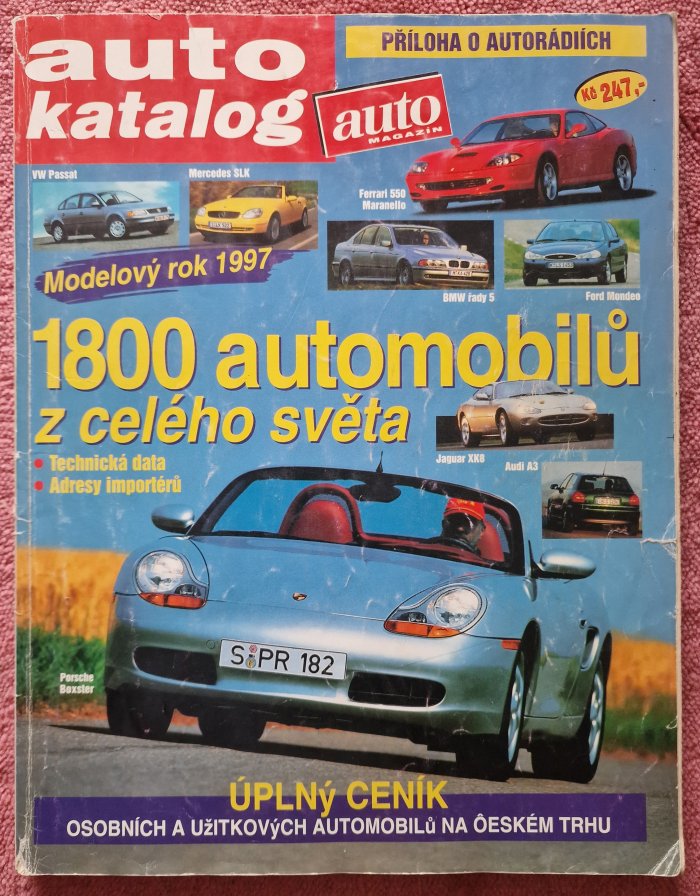 auto
katalog
auto
MAGAZÍN
PŘÍLOHA O AUTORÁDIÍCH
Kč 247,-
VW Passat
Mercedes SLK
Ferrari 550
Maranello
Modelový rok 1997
BMW řady 5
Ford Mondeo
1800 automobilů
z celého světa
• Technická data
• Adresy importérů
Jaguar XK8
Audi A3
Porsche
Boxster
S PR 182
ÚPLNý CENÍK
OSOBNÍCH A UžITKOVýCH AUTOMOBILů NA ÔESKÉM TRHU